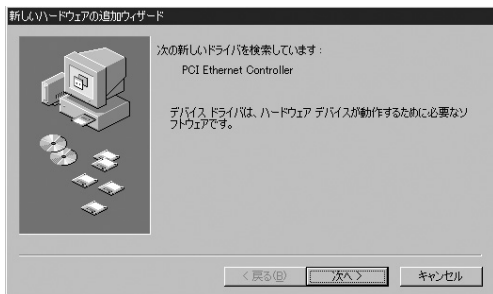 新しいハードウェアの追加ウィザード
次の新しいドライバを検索しています:
PCI Ethernet Controller
デバイス ドライバは、ハードウェア デバイスが動作するために必要なソ
フトウェアです。
< 戻る(B)
次へ >
キャンセル